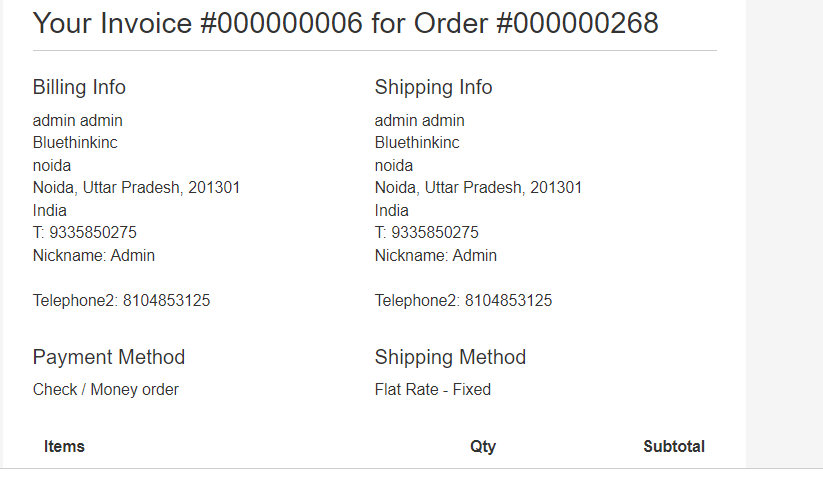 Your Invoice #000000006 for Order #000000268
Billing Info
admin admin
Bluethinkinc
noida
Noida, Uttar Pradesh, 201301
India
T: 9335850275
Nickname: Admin
Telephone2: 8104853125
Shipping Info
admin admin
Bluethinkinc
noida
Noida, Uttar Pradesh, 201301
India
T: 9335850275
Nickname: Admin
Telephone2: 8104853125
Payment Method
Check / Money order
Shipping Method
Flat Rate - Fixed
Items Qty Subtotal